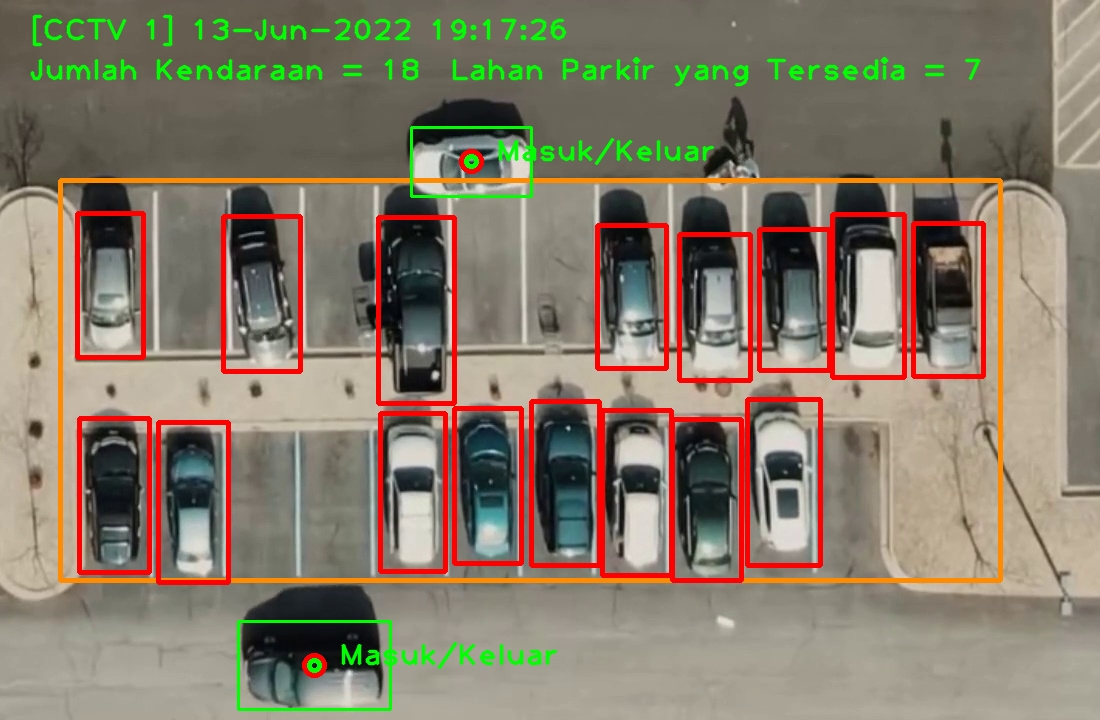 [CCTV 1] 13-Jun-2022 19:17:26
Jumlah Kendaraan = 18 Lahan Parkir yang Tersedia = 7
Masuk/Keluar
Masuk/Keluar